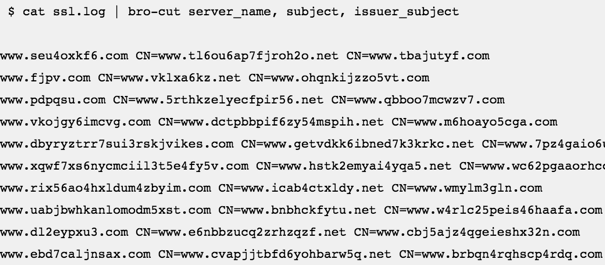 $ cat ssl.log | bro-cut server_name, subject, issuer_subject
www.seu4oxkf6.com CN=www.tl6ou6ap7fjroh2o.net CN=www.tbajutyf.com
www.fjpv.com CN=www.vklxa6kz.net CN=www.ohqnkijzzo5vt.com
www.pdpqsu.com CN=www.5rthkzelyecfpir56.net CN=www.qbboo7mcwzv7.com
www.vkojgy6imcvg.com CN=www.dctpbbpif6zy54mspih.net CN=www.m6hoayo5cga.com
www.dbyryztrr7sui3rskjvikes.com CN=www.getvdkk6ibned7k3krkc.net CN=www.7pz4gaio6u
www.xqwf7xs6nycmciil3t5e4fy5v.com CN=www.hstk2emyai4yqa5.net CN=www.wc62pgaaorhcc
www.rix56ao4hxldum4zbyim.com CN=www.icab4ctxldy.net CN=www.wmylm3gln.com
www.uabjbwhkanlomodm5xst.com CN=www.bnbhckfytu.net CN=www.w4rlc25peis46haafa.com
www.dl2eypxu3.com CN=www.e6nbbzucq2zrhzqzf.net CN=www.cbj5ajz4qgeieshx32n.com
www.ebd7caljnsax.com CN=www.cvapjjtbfd6yohbarw5q.net CN=www.brbqn4rqhscp4rdq.com